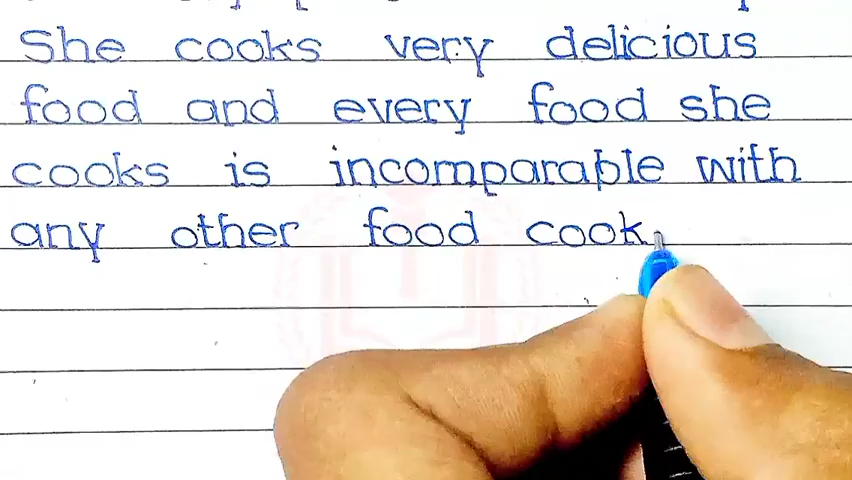 She cooks very delicious
food and every food she
cooks is incomparable with
any other food cook